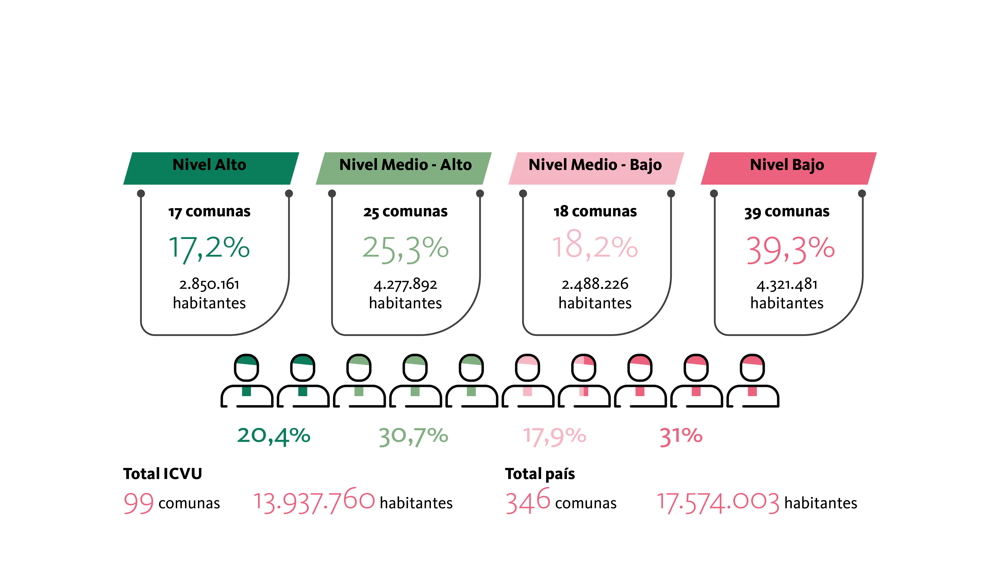 Nivel Alto
Nivel Medio - Alto
Nivel Medio - Bajo
Nivel Bajo
17 comunas
17,2%
2.850.161
habitantes
25 comunas
25,3%
4.277.892
habitantes
18 comunas
18,2%
2.488.226
habitantes
39 comunas
39,3%
4.321.481
habitantes
20,4%
30,7%
17,9%
31%
Total ICVU
99 comunas
13.937.760 habitantes
Total país
346 comunas
17.574.003 habitantes